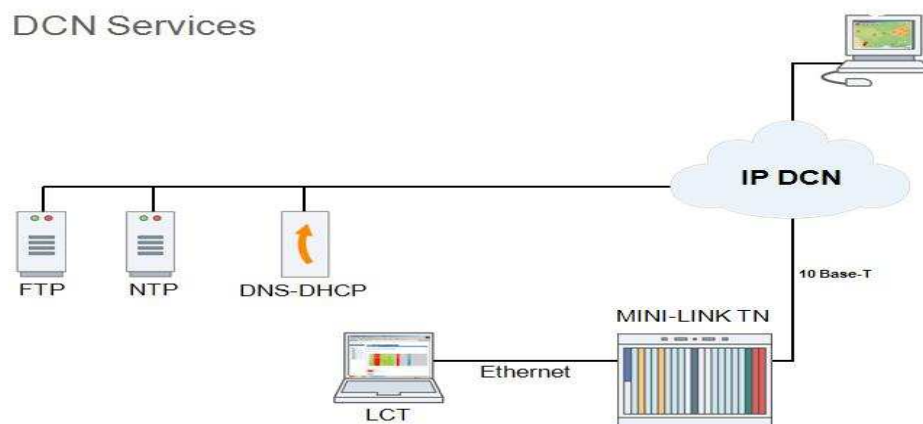 DCN Services
IP DCN
FTP
NTP
DNS-DHCP
10 Base-T
MINI-LINK TN
Ethernet
LCT